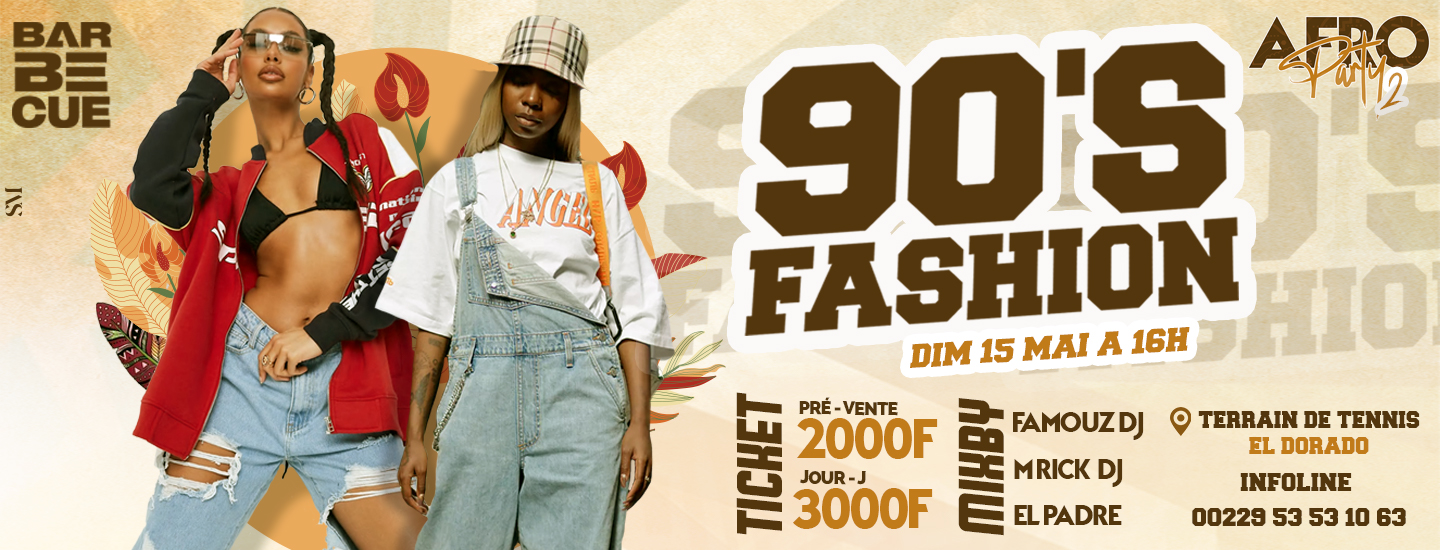 BAR
BE
CUE
SVJ
AFRO
Party 2
90'S
FASHION
DIM 15 MAI A 16H
TICKET
PRÉ - VENTE
2000F
JOUR - J
3000F
MIXBY
FAMOUZ DJ
MRICK DJ
EL PADRE
TERRAIN DE TENNIS
EL DORADO
INFOLINE
00229 53 53 10 63